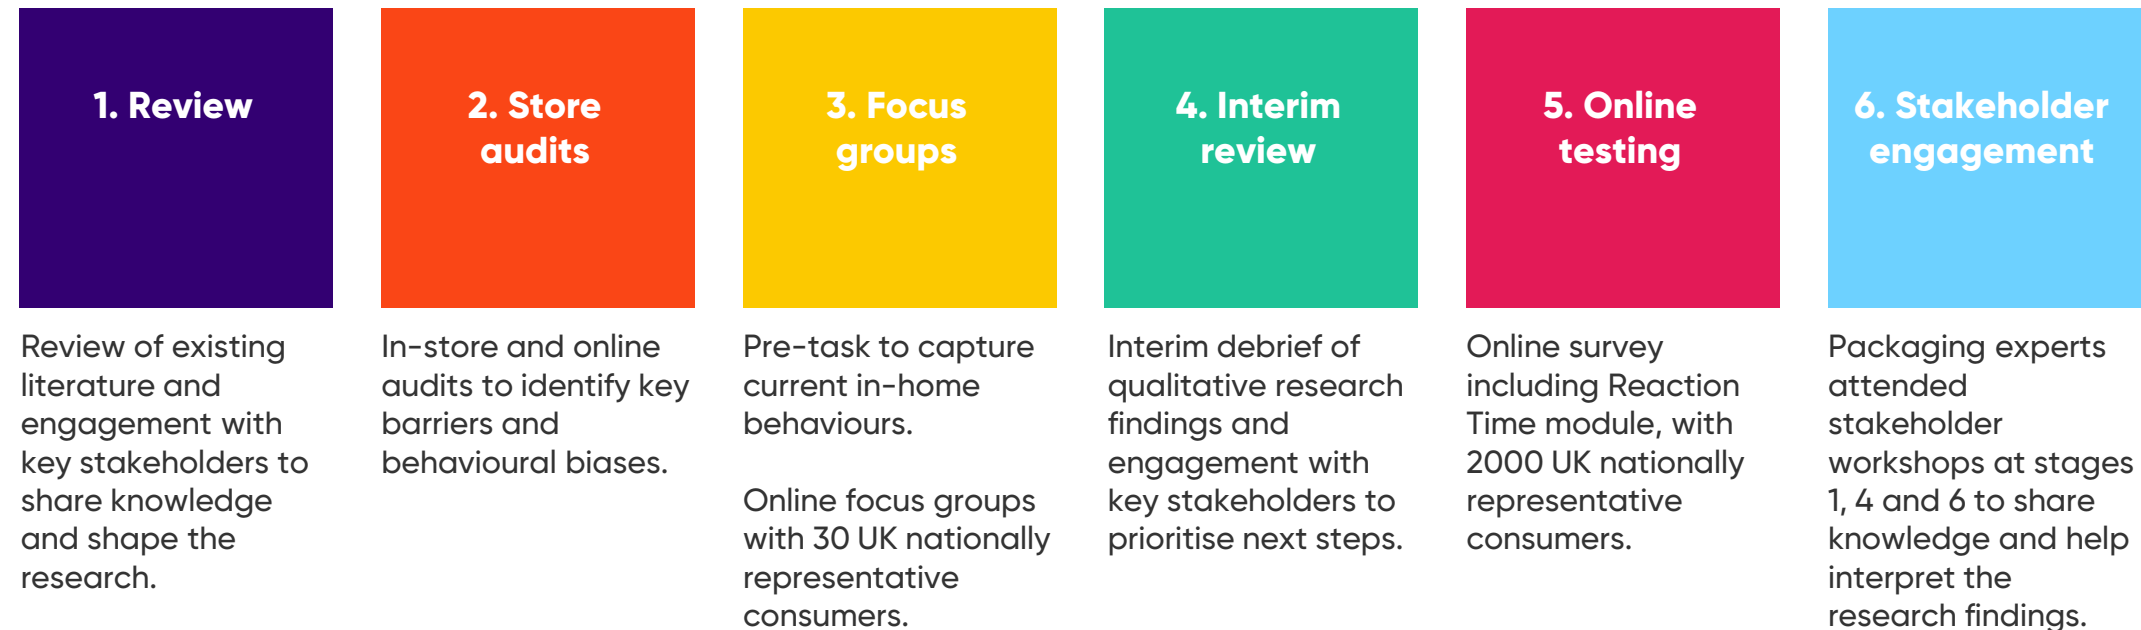 1. Review
Review of existing
literature and
engagement with
key stakeholders to
share knowledge
and shape the
research.
2. Store
audits
In-store and online
audits to identify key
barriers and
behavioural biases.
3. Focus
groups
Pre-task to capture
current in-home
behaviours.
Online focus groups
with 30 UK nationally
representative
consumers.
4. Interim
review
Interim debrief of
qualitative research
findings and
engagement with
key stakeholders to
prioritise next steps.
5. Online
testing
Online survey
including Reaction
Time module, with
2000 UK nationally
representative
consumers.
6. Stakeholder
engagement
Packaging experts
attended
stakeholder
workshops at stages
1, 4 and 6 to share
knowledge and help
interpret the
research findings.